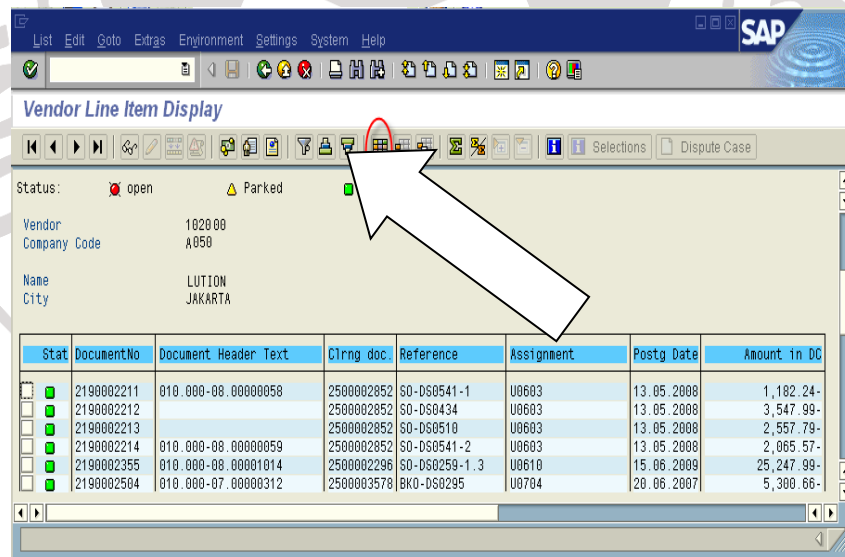 List Edit Goto Extras Environment Settings System Help
SAP
Vendor Line Item Display
Selections Dispute Case
Status: open Parked
Vendor 102000
Company Code A050
Name LUTION
City JAKARTA
Stat DocumentNo Document Header Text Clrng doc. Reference Assignment Postg Date Amount in DC
2190002211 010.000-08.00000058 2500002852 SO-DS0541-1 U0603 13.05.2008 1,182.24-
2190002212 2500002852 SO-DS0434 U0603 13.05.2008 3,547.99-
2190002213 2500002852 SO-DS0510 U0603 13.05.2008 2,557.79-
2190002214 010.000-08.00000059 2500002852 SO-DS0541-2 U0603 13.05.2008 2,065.57-
2190002355 010.000-08.00001014 2500002296 SO-DS0259-1.3 U0610 15.06.2009 25,247.99-
2190002504 010.000-07.00000312 2500003578 BKO-DS0295 U0704 20.06.2007 5,300.66-